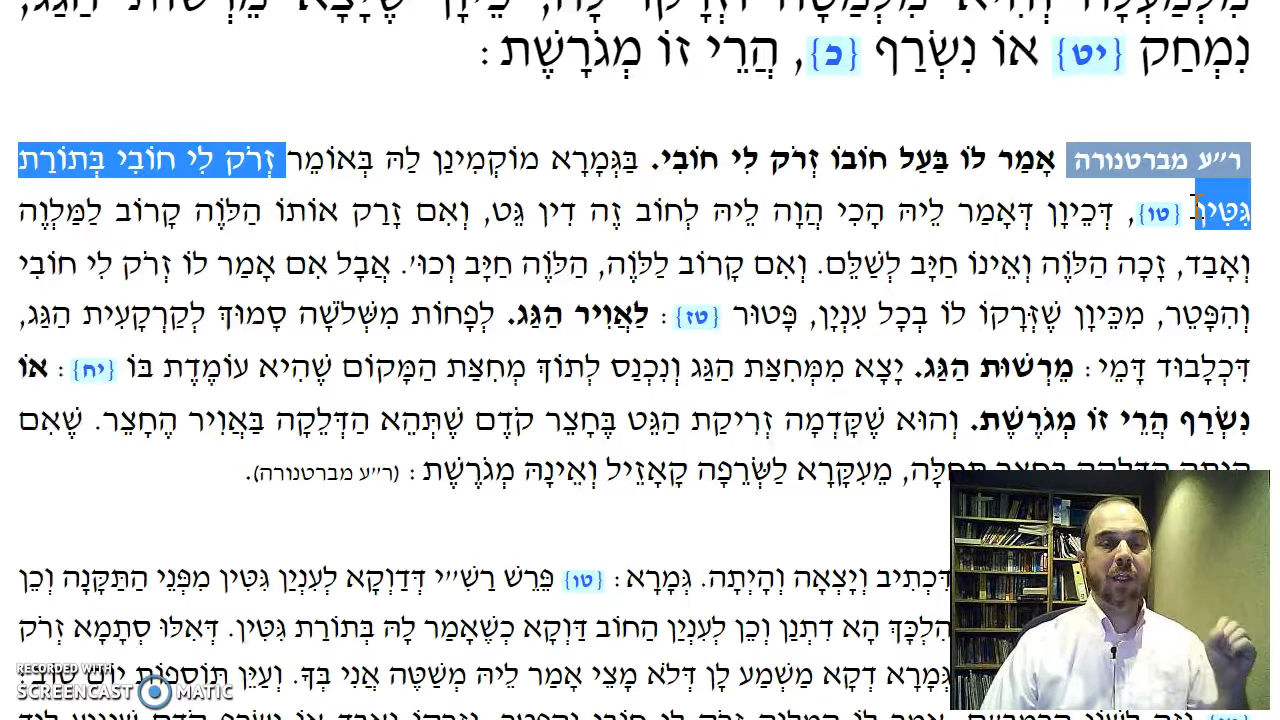 נִמְחַק {יט} אוֹ נִשְׂרַף {כ}, הֲרֵי זוֹ מְגֹרָשֶׁת:
ר״ע מברטנורה אָמַר לוֹ בַּעַל חוֹבוֹ זְרֹק לִי חוֹבִי. בַּגְּמָרָא מוֹקְמִינַן לַהּ בְּאוֹמֵר זְרֹק לִי חוֹבִי בְּתוֹרַת
גִּטִּין {טו}, דְּכֵיוָן דְּאָמַר לֵיהּ הָכִי הֲוָה לֵיהּ לְחוֹב זֶה דִּין גֵּט, וְאִם זָרַק אוֹתוֹ הַלֹּוֶה קָרוֹב לַמַּלְוֶה
וְאָבַד, זָכָה הַלֹּוֶה וְאֵינוֹ חַיָּב לְשַׁלֵּם. וְאִם קָרוֹב לַלֹּוֶה, הַלֹּוֶה חַיָּב וְכוּ׳. אֲבָל אִם אָמַר לוֹ זְרֹק לִי חוֹבִי
וְהִפָּטֵר, מִכֵּיוָן שֶׁזְּרָקוֹ לוֹ בְּכָל עִנְיָן, פָּטוּר {טז}: לַאֲוִיר הַגַּג. לְפָחוֹת מִשְּׁלֹשָׁה סָמוּךְ לְקַרְקָעִית הַגַּג,
דִּכְלָבוּד דָּמֵי: מֵרְשׁוּת הַגַּג. יָצָא מִמְּחִצַּת הַגַּג וְנִכְנַס לְתוֹךְ מְחִצַּת הַמָּקוֹם שֶׁהִיא עוֹמֶדֶת בּוֹ {יח}: אוֹ
נִשְׂרַף הֲרֵי זוֹ מְגֹרֶשֶׁת. וְהוּא שֶׁקָּדְמָה זְרִיקַת הַגֵּט בֶּחָצֵר קֹדֶם שֶׁתְּהֵא הַדְּלֵקָה בַּאֲוִיר הֶחָצֵר. שֶׁאִם
מֵעִקָּרָא לַשְּׂרֵפָה קָאָזֵיל וְאֵינָהּ מְגֹרֶשֶׁת: (ר״ע מברטנורה).
דִּכְתִיב וְיָצְאָה וְהָיְתָה. גְּמָרָא: {טו} פֵּרֵשׁ רַשִׁ״י דְּדַוְקָא לְעִנְיַן גִּטִּין מִפְּנֵי הַתַּקָּנָה וְכֵן
הִלְכָּךְ הָא דִתְנַן וְכֵן לְעִנְיַן הַחוֹב דַּוְקָא כְּשֶׁאָמַר לָהּ בְּתוֹרַת גִּטִּין. דְּאִלּוּ סְתָמָא זְרֹק
גְּמָרָא דְקָא מַשְׁמַע לָן דְּלֹא מָצֵי אָמַר לֵיהּ מְשַׁטֶּה אֲנִי בְּךָ. וְעַיֵּן תּוֹסְפוֹת יוֹם טוֹב:
RECORDED WITH
SCREENCAST MATIC